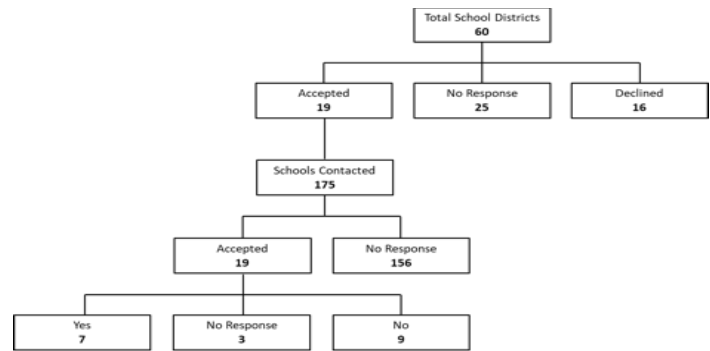 Total School Districts
60
Accepted
19
No Response
25
Declined
16
Schools Contacted
175
Accepted
19
No Response
156
Yes
7
No Response
3
No
9